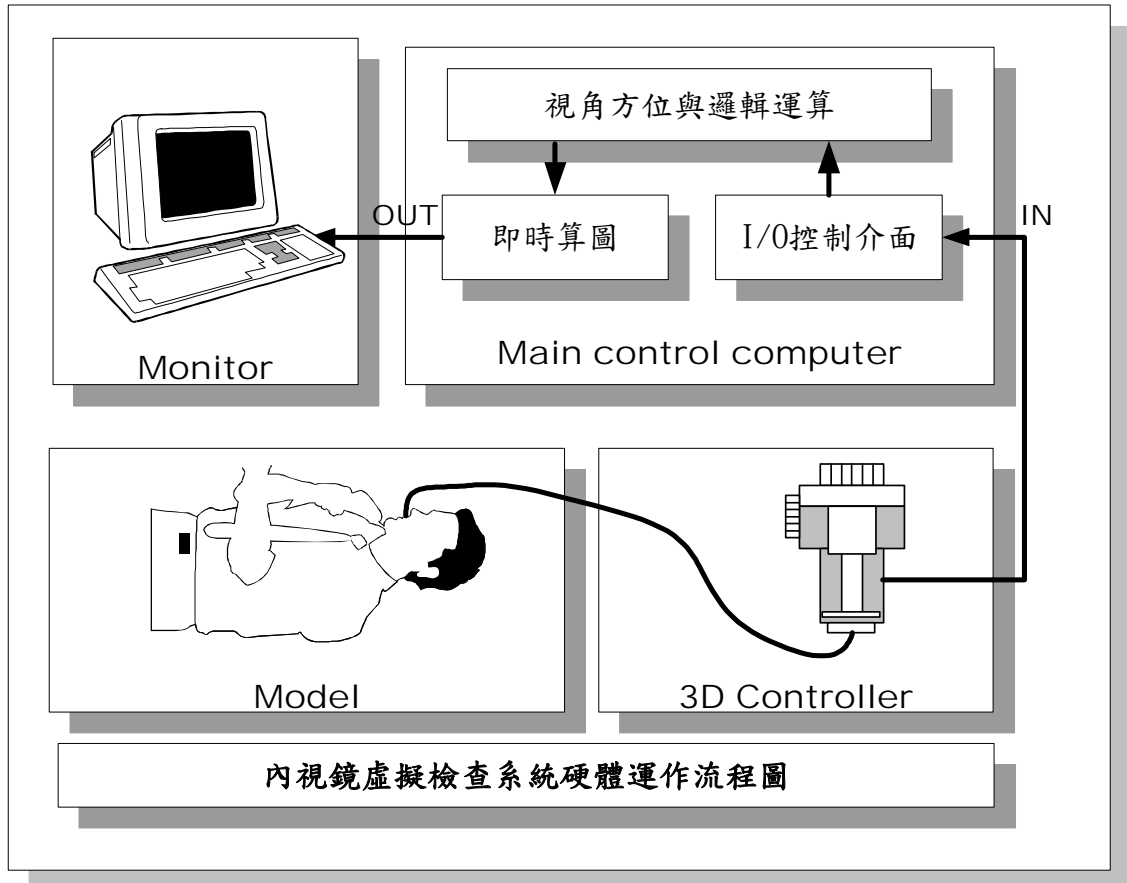 視角方位與邏輯運算
OUT
即時算圖
I/O控制介面
IN
Monitor
Main control computer
Model
3D Controller
內視鏡虛擬檢查系統硬體運作流程圖